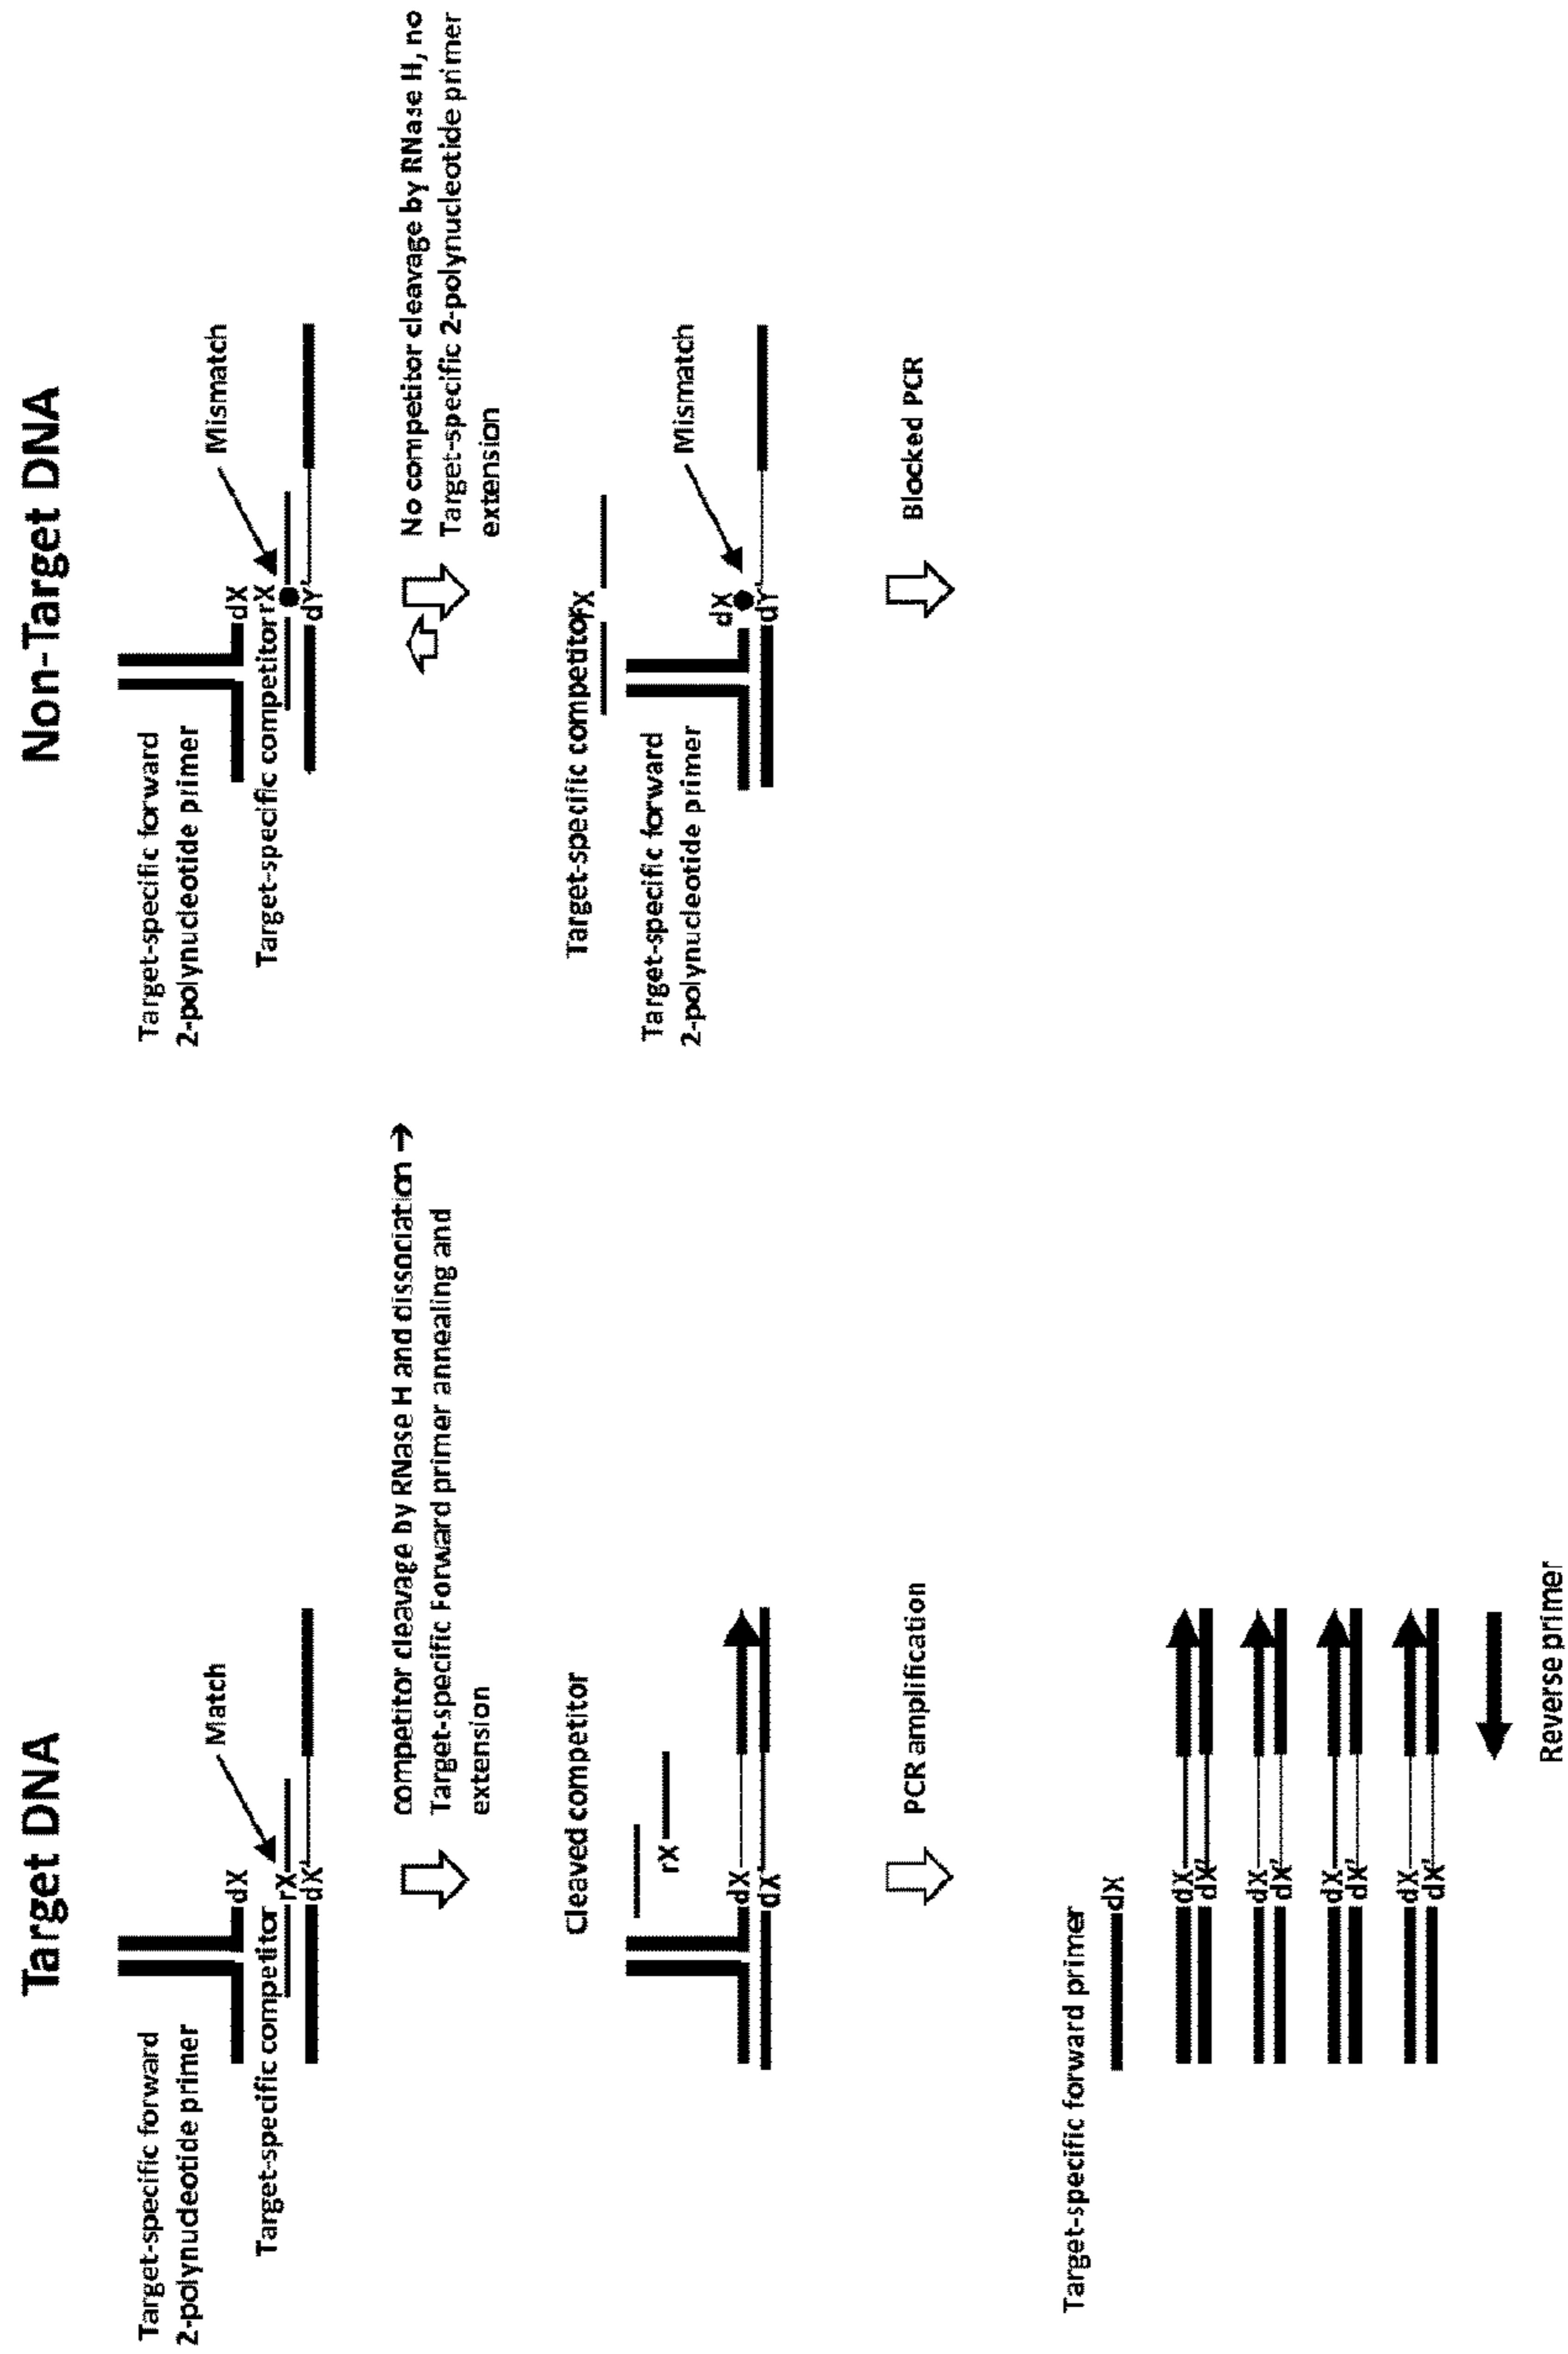 Target DNA
Target-specific forward
2-polynucleotide primer
dX
Match
Target-specific competitor
rX
dX'
competitor cleavage by RNase H and dissociation →
Target-specific Forward primer annealing and
extension
Cleaved competitor
rX
dX
dX'
PCR amplification
Target-specific forward primer
dX
dX
dX'
dX
dX'
dX
dX'
dX
dX'
Reverse primer
Non-Target DNA
Target-specific forward
2-polynucleotide primer
dX
Mismatch
Target-specific competitor
rX
dY'
No competitor cleavage by RNase H, no
Target-specific 2-polynucleotide primer
extension
Target-specific competitor
rX
Target-specific forward
2-polynucleotide primer
dX
Mismatch
dY'
Blocked PCR